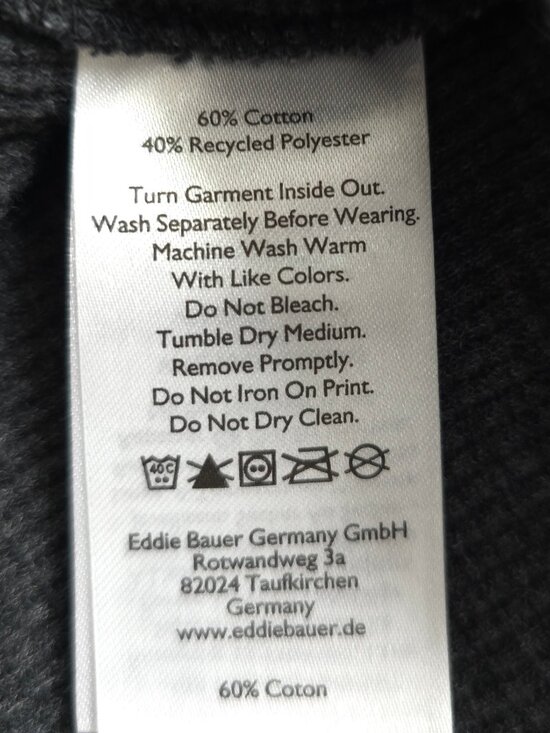 60% Cotton
40% Recycled Polyester
Turn Garment Inside Out.
Wash Separately Before Wearing.
Machine Wash Warm
With Like Colors.
Do Not Bleach.
Tumble Dry Medium.
Remove Promptly.
Do Not Iron On Print.
Do Not Dry Clean.
40C
Eddie Bauer Germany GmbH
Rotwandweg 3a
82024 Taufkirchen
Germany
www.eddiebauer.de
60% Coton